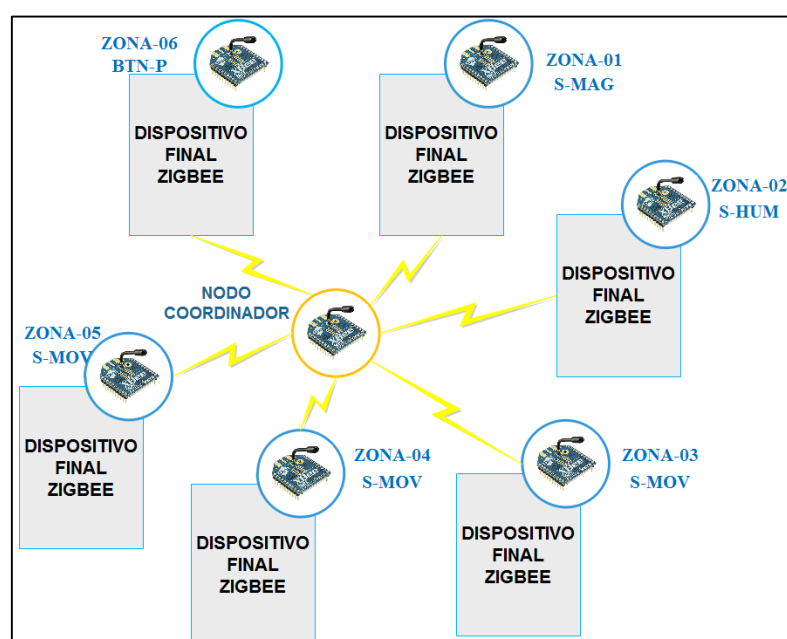 ZONA-06
BTN-P
ZONA-01
S-MAG
DISPOSITIVO
FINAL
ZIGBEE
DISPOSITIVO
FINAL
ZIGBEE
ZONA-02
S-HUM
DISPOSITIVO
FINAL
ZIGBEE
NODO
COORDINADOR
ZONA-05
S-MOV
DISPOSITIVO
FINAL
ZIGBEE
ZONA-04
S-MOV
DISPOSITIVO
FINAL
ZIGBEE
ZONA-03
S-MOV
DISPOSITIVO
FINAL
ZIGBEE